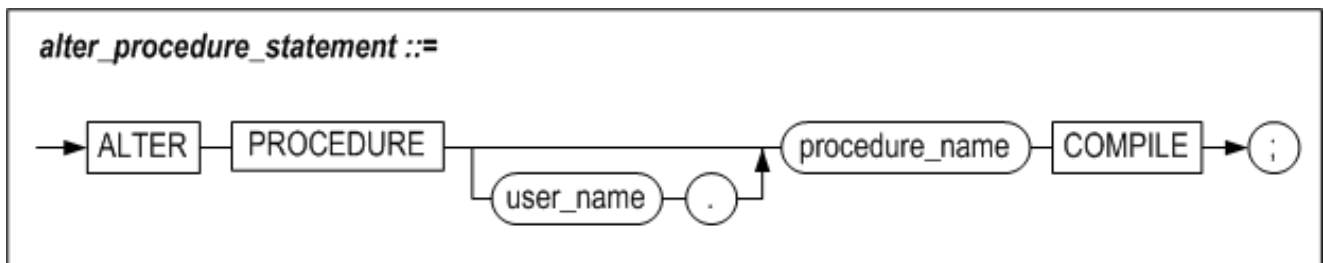 alter_procedure_statement ::=
ALTER PROCEDURE procedure_name COMPILE ;
user_name .